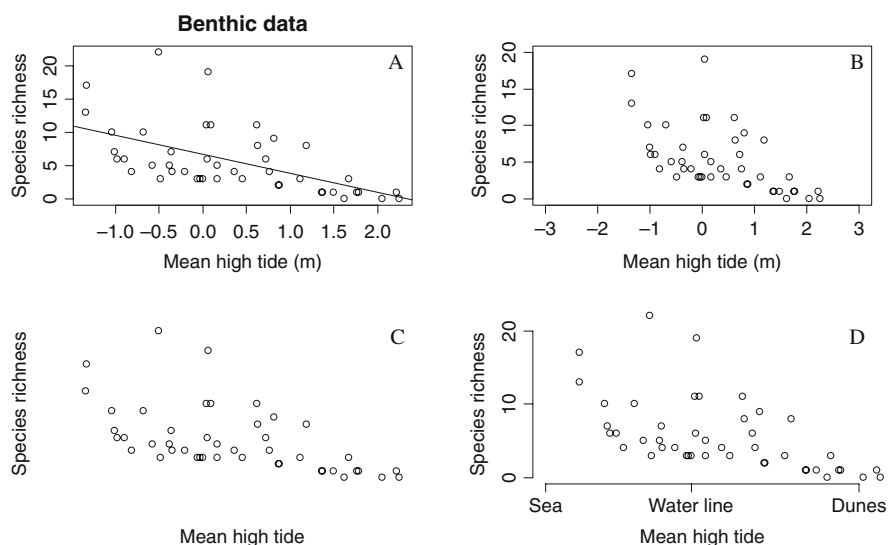 Benthic data
A
Species richness
20
15
10
5
0
−1.0 −0.5 0.0 0.5 1.0 1.5 2.0
Mean high tide (m)
B
Species richness
20
15
10
5
0
−3 −2 −1 0 1 2 3
Mean high tide (m)
C
Species richness
Mean high tide
D
Species richness
20
10
0
Sea Water line Dunes
Mean high tide